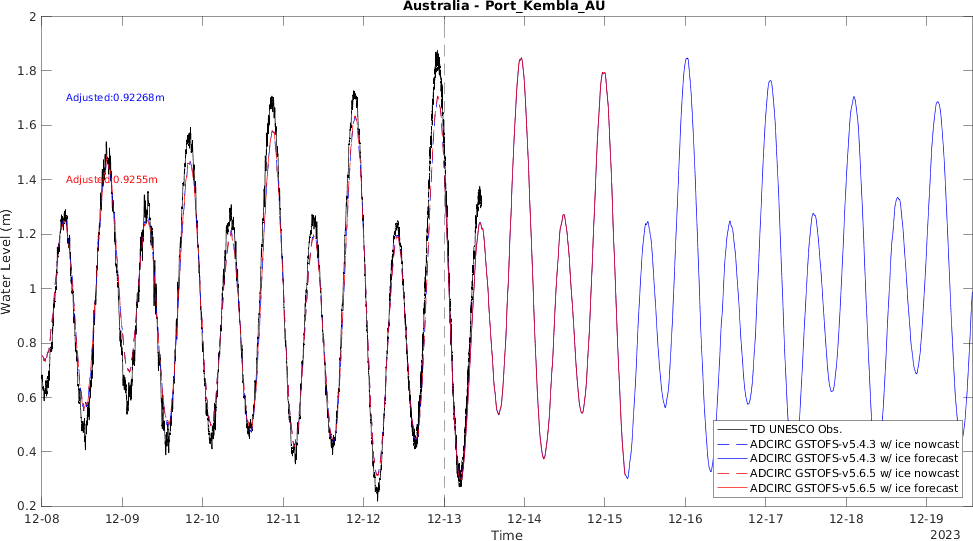 Australia - Port_Kembla_AU
2
1.8
1.6
1.4
1.2
1
0.8
0.6
0.4
0.2
Water Level (m)
Adjusted:0.92268m
Adjusted:0.9255m
TD UNESCO Obs.
ADCIRC GSTOFS-v5.4.3 w/ ice nowcast
ADCIRC GSTOFS-v5.4.3 w/ ice forecast
ADCIRC GSTOFS-v5.6.5 w/ ice nowcast
ADCIRC GSTOFS-v5.6.5 w/ ice forecast
12-08 12-09 12-10 12-11 12-12 12-13 12-14 12-15 12-16 12-17 12-18 12-19
Time
2023